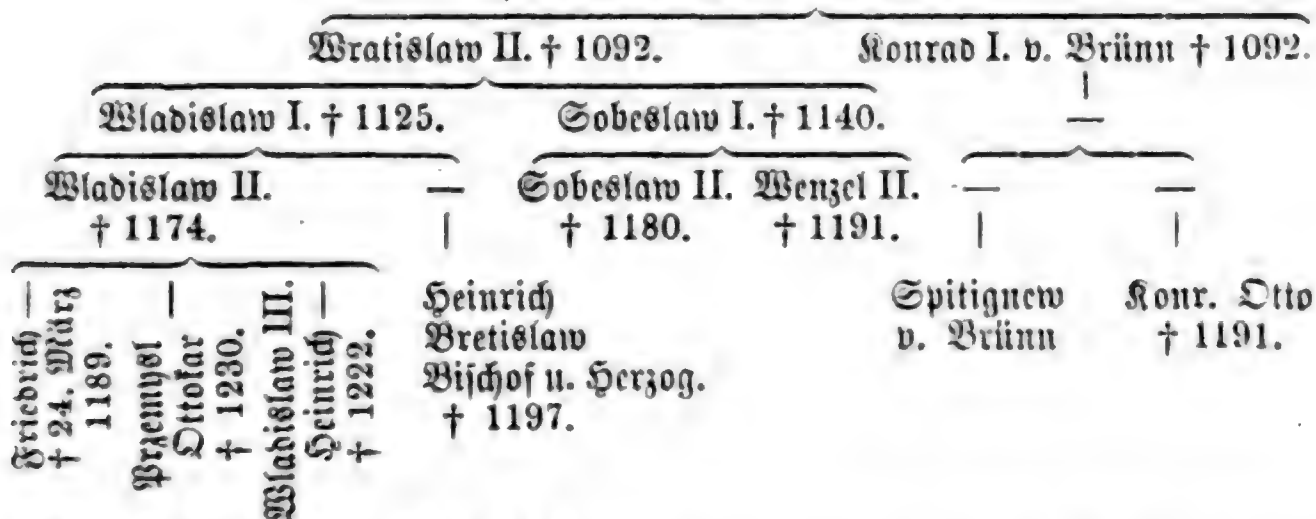 Wratislaw II. † 1092. Konrad I. v. Brünn † 1092.
Wladislaw I. † 1125. Sobeslaw I. † 1140.
Wladislaw II. Sobeslaw II. Wenzel II.
† 1174. † 1180. † 1191.
Friedrich
† 24. März
1189.
Przemysl
Ottokar
† 1230.
Wladislaw III.
Heinrich
† 1222.
Heinrich
Bretislaw
Bischof u. Herzog.
† 1197.
Spitignew
v. Brünn
Konr. Otto
† 1191.